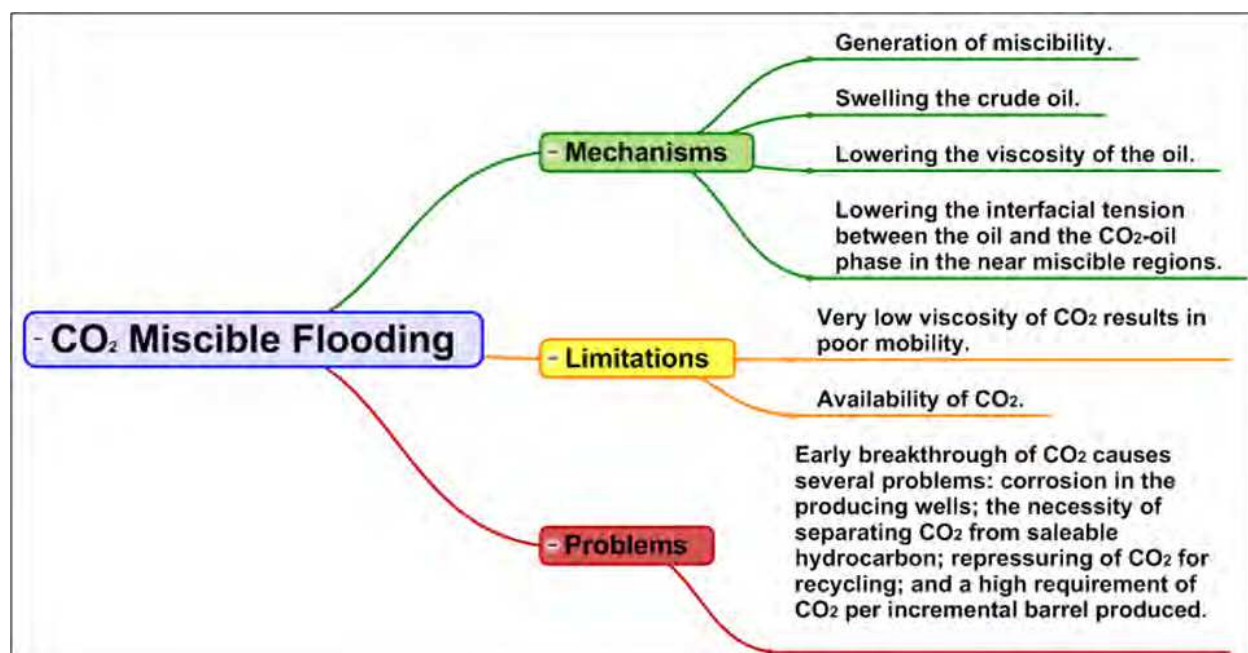 Generation of miscibility.
Swelling the crude oil.
– Mechanisms
Lowering the viscosity of the oil.
Lowering the interfacial tension
between the oil and the CO₂-oil
phase in the near miscible regions.
– CO₂ Miscible Flooding
Very low viscosity of CO₂ results in
poor mobility.
– Limitations
Availability of CO₂.
Early breakthrough of CO₂ causes
several problems: corrosion in the
producing wells; the necessity of
separating CO₂ from saleable
hydrocarbon; repressuring of CO₂ for
recycling; and a high requirement of
CO₂ per incremental barrel produced.
– Problems